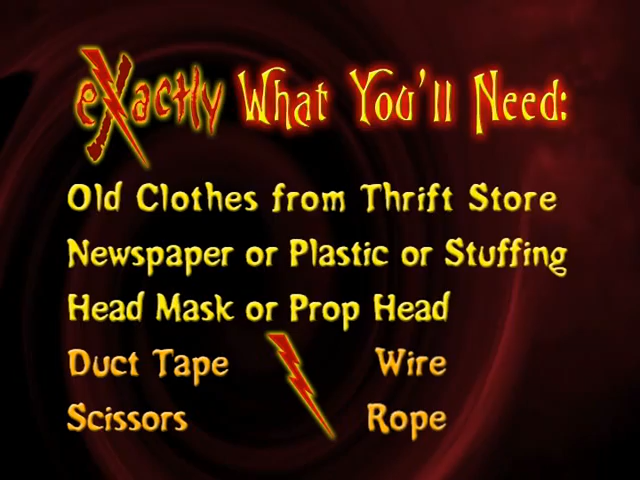 eXactly What You'll Need:
Old Clothes from Thrift Store
Newspaper or Plastic or Stuffing
Head Mask or Prop Head
Duct Tape Wire
Scissors Rope